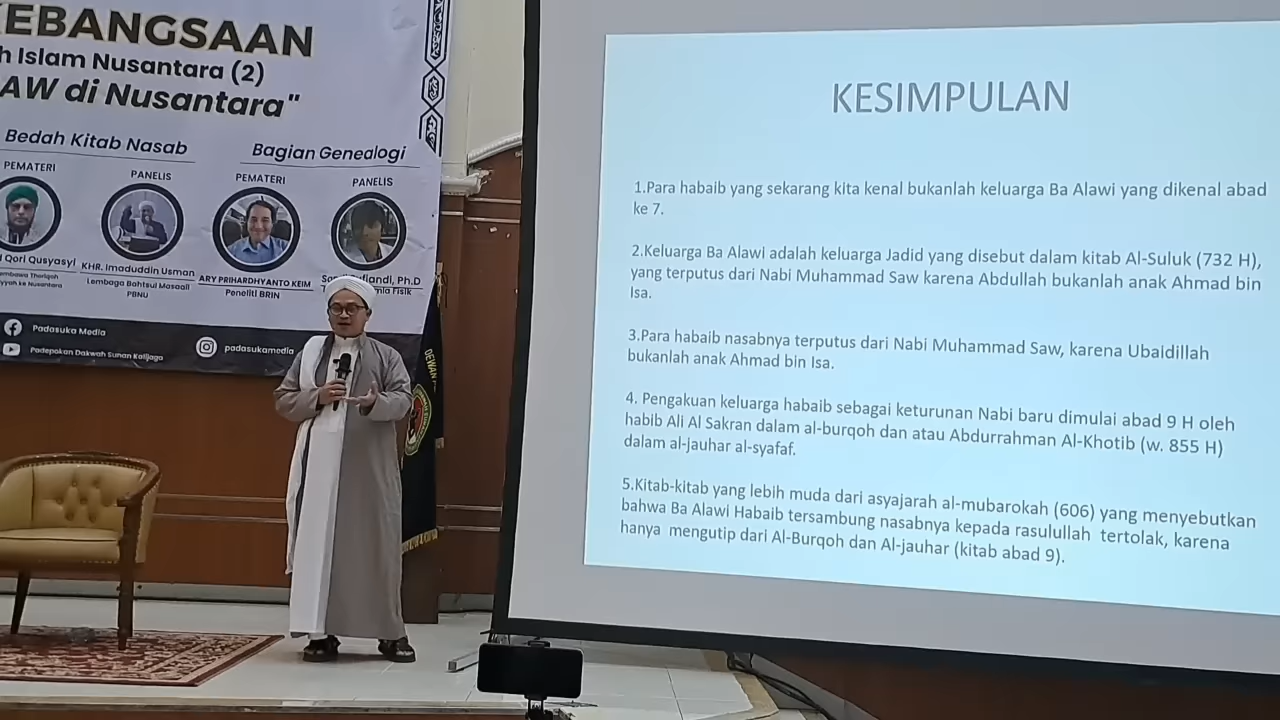 KEBANGSAAN
h Islam Nusantara (2)
AW di Nusantara"
Bedah Kitab Nasab
Bagian Genealogi
PEMATERI
PANELIS
PEMATERI
PANELIS
Qori Qusyasyi
KHR. Imaduddin Usman
Lembaga Bahtsul Masaail
PBNU
ARY PRIHARDHYANTO KEIM
Peneliti BRIN
Ph.D
Fisik
Padasuka Media
Padepokan Dakwah Sunan Kalijaga
padasukamedia
DEWAN
KESIMPULAN
1.Para habaib yang sekarang kita kenal bukanlah keluarga Ba Alawi yang dikenal abad
ke 7.
2.Keluarga Ba Alawi adalah keluarga Jadid yang disebut dalam kitab Al-Suluk (732 H),
yang terputus dari Nabi Muhammad Saw karena Abdullah bukanlah anak Ahmad bin
Isa.
3.Para habaib nasabnya terputus dari Nabi Muhammad Saw, karena Ubaidillah
bukanlah anak Ahmad bin Isa.
4. Pengakuan keluarga habaib sebagai keturunan Nabi baru dimulai abad 9 H oleh
habib Ali Al Sakran dalam al-burqoh dan atau Abdurrahman Al-Khotib (w. 855 H)
dalam al-jauhar al-syafaf.
5.Kitab-kitab yang lebih muda dari asyajarah al-mubarokah (606) yang menyebutkan
bahwa Ba Alawi Habaib tersambung nasabnya kepada rasulullah tertolak, karena
hanya mengutip dari Al-Burqoh dan Al-jauhar (kitab abad 9).